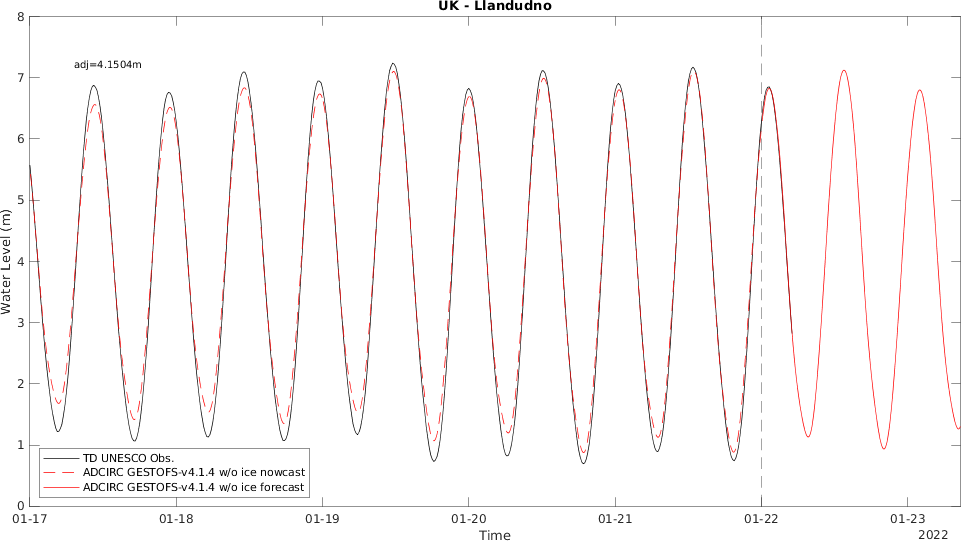 UK - Llandudno
adj=4.1504m
8
7
6
5
4
3
2
1
0
Water Level (m)
TD UNESCO Obs.
ADCIRC GESTOFS-v4.1.4 w/o ice nowcast
ADCIRC GESTOFS-v4.1.4 w/o ice forecast
01-17 01-18 01-19 01-20 01-21 01-22 01-23
Time
2022